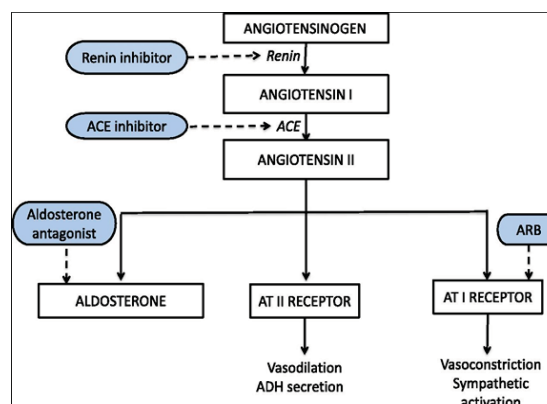 ANGIOTENSINOGEN
Renin inhibitor
Renin
ANGIOTENSIN I
ACE inhibitor
ACE
ANGIOTENSIN II
Aldosterone
antagonist
ARB
ALDOSTERONE
AT II RECEPTOR
AT I RECEPTOR
Vasodilation
ADH secretion
Vasoconstriction
Sympathetic
activation